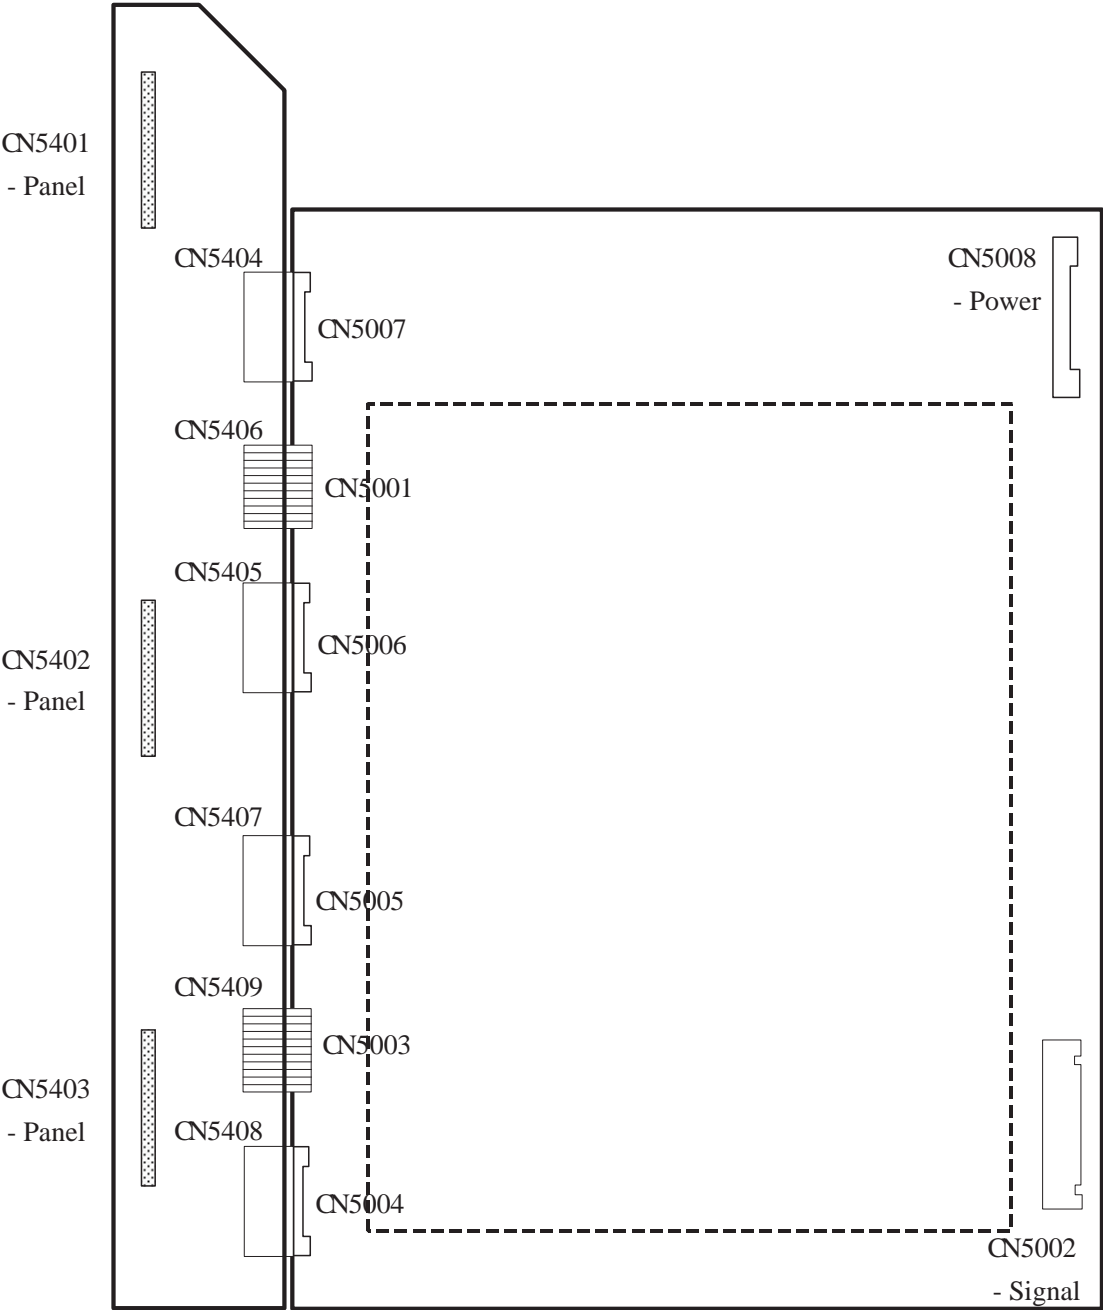 CN5401
- Panel
CN5404
CN5008
- Power
CN5007
CN5406
CN5001
CN5405
CN5006
CN5402
- Panel
CN5407
CN5005
CN5409
CN5003
CN5403
- Panel
CN5408
CN5004
CN5002
- Signal